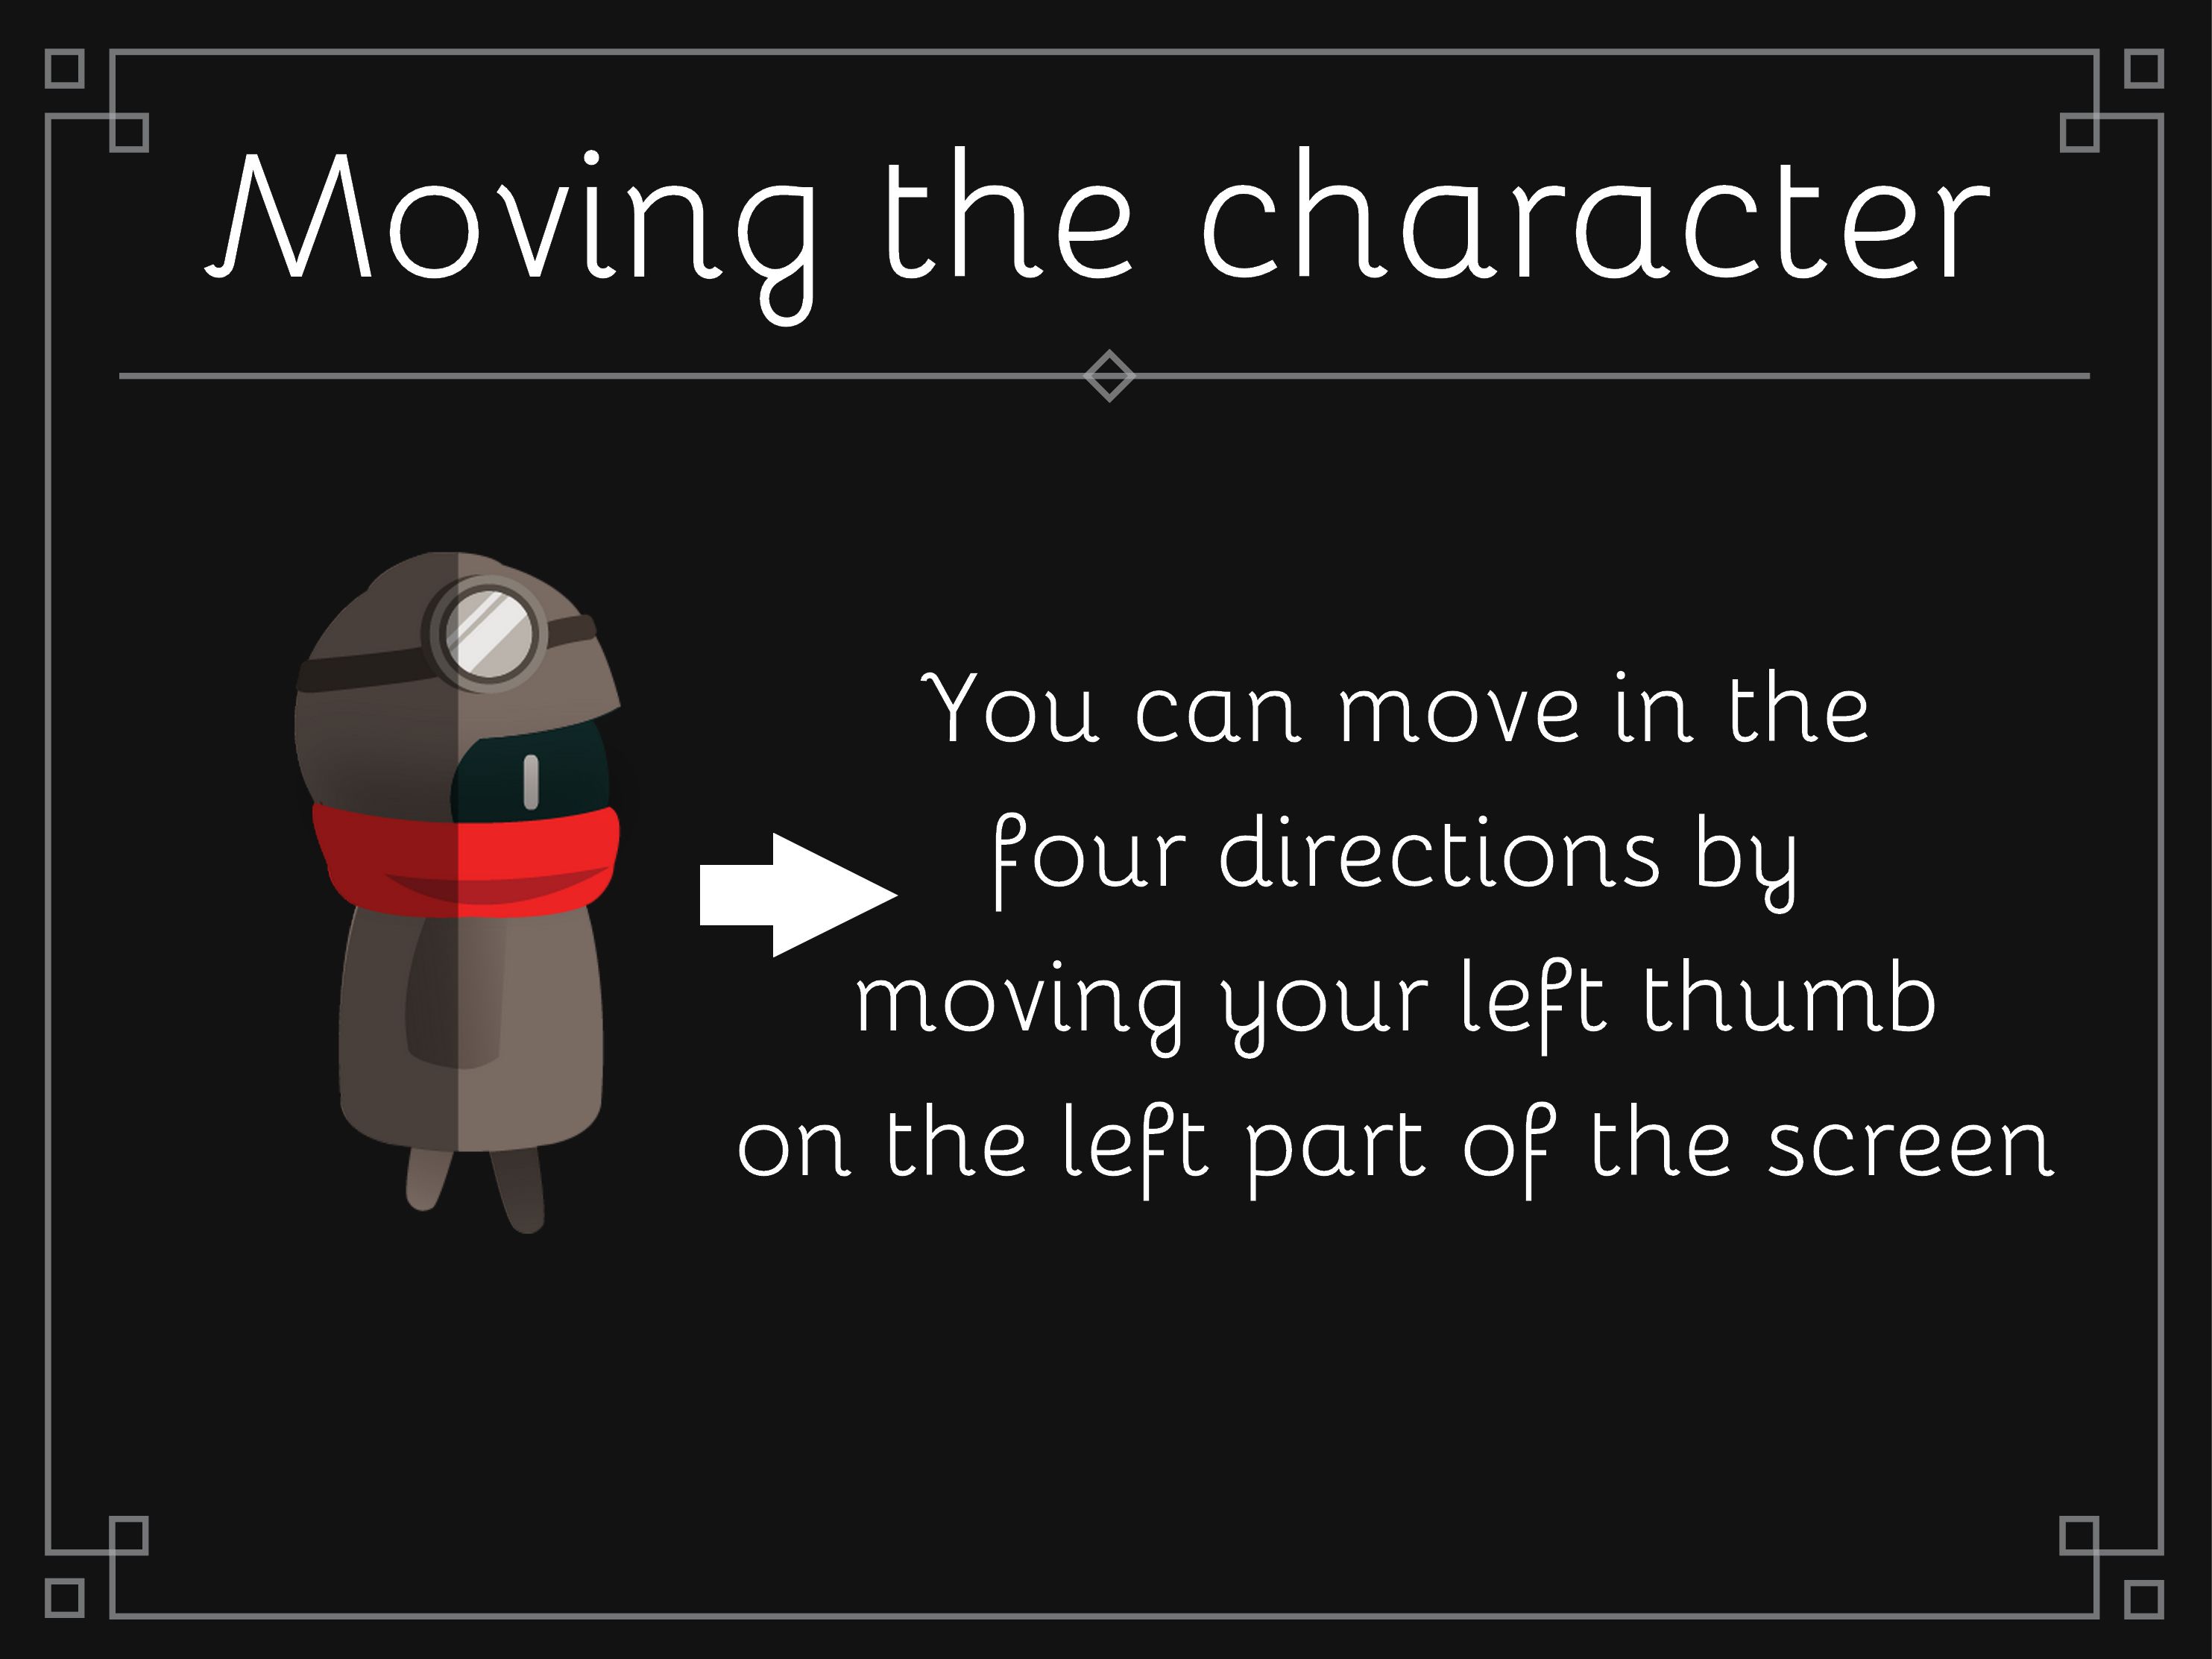 Moving the character
You can move in the
four directions by
moving your left thumb
on the left part of the screen